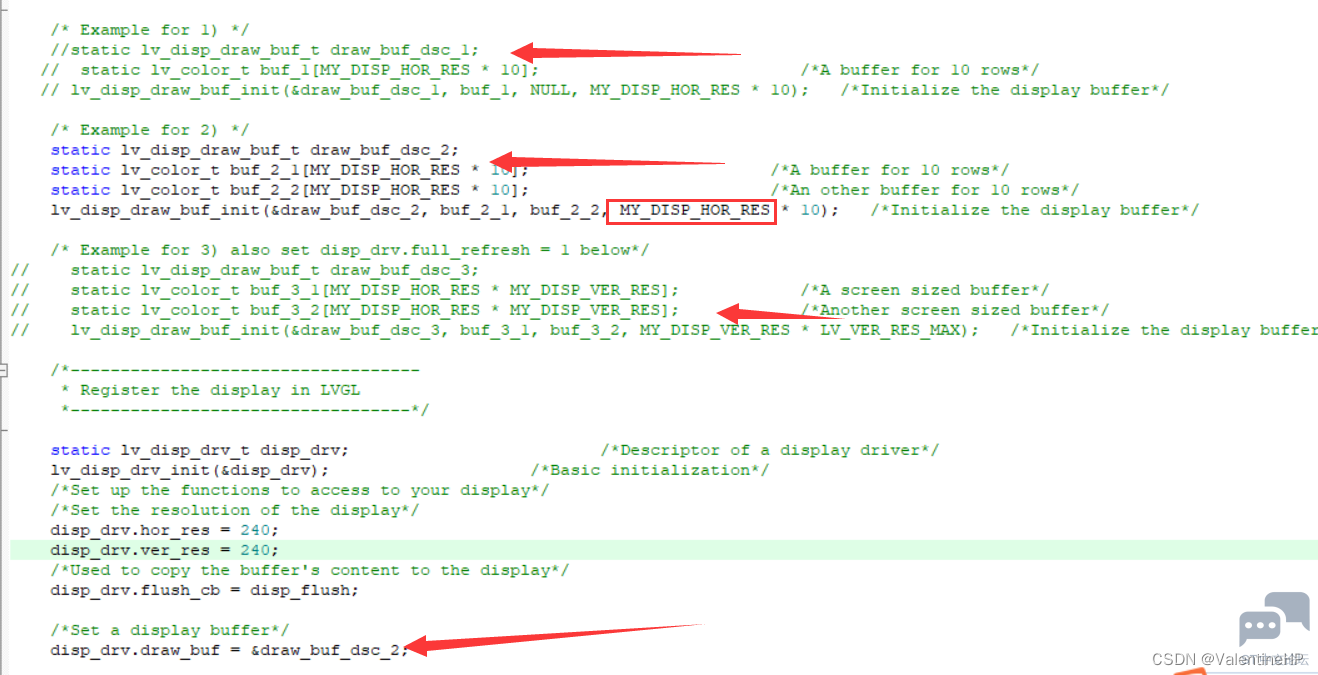 /* Example for 1) */
//static lv_disp_draw_buf_t draw_buf_dsc_1;
// static lv_color_t buf_1[MY_DISP_HOR_RES * 10]; /*A buffer for 10 rows*/
// lv_disp_draw_buf_init(&draw_buf_dsc_1, buf_1, NULL, MY_DISP_HOR_RES * 10); /*Initialize the display buffer*/
/* Example for 2) */
static lv_disp_draw_buf_t draw_buf_dsc_2;
static lv_color_t buf_2_1[MY_DISP_HOR_RES * 10]; /*A buffer for 10 rows*/
static lv_color_t buf_2_2[MY_DISP_HOR_RES * 10]; /*An other buffer for 10 rows*/
lv_disp_draw_buf_init(&draw_buf_dsc_2, buf_2_1, buf_2_2, MY_DISP_HOR_RES * 10); /*Initialize the display buffer*/
/* Example for 3) also set disp_drv.full_refresh = 1 below*/
// static lv_disp_draw_buf_t draw_buf_dsc_3;
// static lv_color_t buf_3_1[MY_DISP_HOR_RES * MY_DISP_VER_RES]; /*A screen sized buffer*/
// static lv_color_t buf_3_2[MY_DISP_HOR_RES * MY_DISP_VER_RES]; /*Another screen sized buffer*/
// lv_disp_draw_buf_init(&draw_buf_dsc_3, buf_3_1, buf_3_2, MY_DISP_VER_RES * LV_VER_RES_MAX); /*Initialize the display buffer
/*-----------------------------------
* Register the display in LVGL
*----------------------------------*/
static lv_disp_drv_t disp_drv; /*Descriptor of a display driver*/
lv_disp_drv_init(&disp_drv); /*Basic initialization*/
/*Set up the functions to access to your display*/
/*Set the resolution of the display*/
disp_drv.hor_res = 240;
disp_drv.ver_res = 240;
/*Used to copy the buffer's content to the display*/
disp_drv.flush_cb = disp_flush;
/*Set a display buffer*/
disp_drv.draw_buf = &draw_buf_dsc_2;
CSDN @ValentineHP